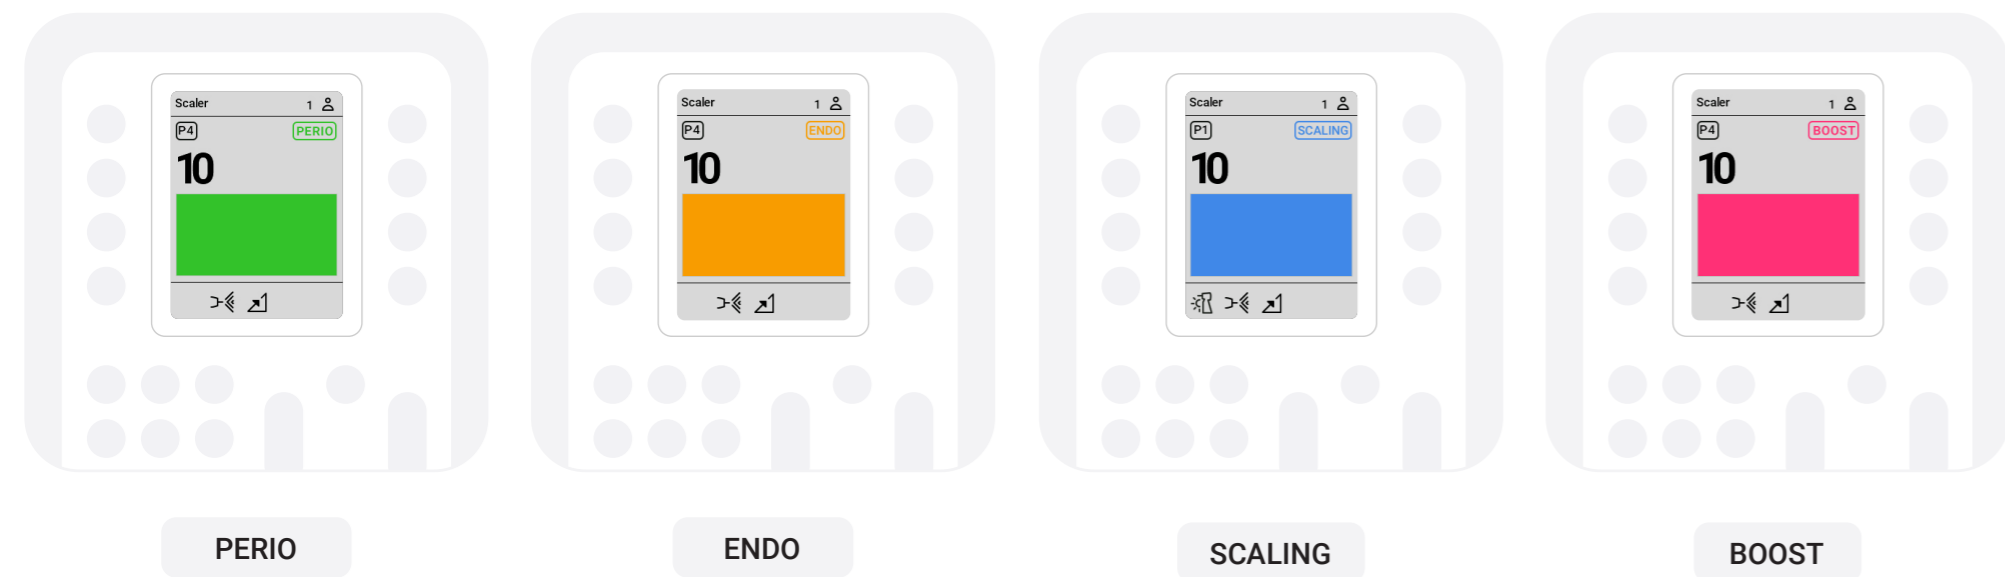 Scaler 1
P4 PERIO
10
PERIO
Scaler 1
P4 ENDO
10
ENDO
Scaler 1
P1 SCALING
10
SCALING
Scaler 1
P4 BOOST
10
BOOST